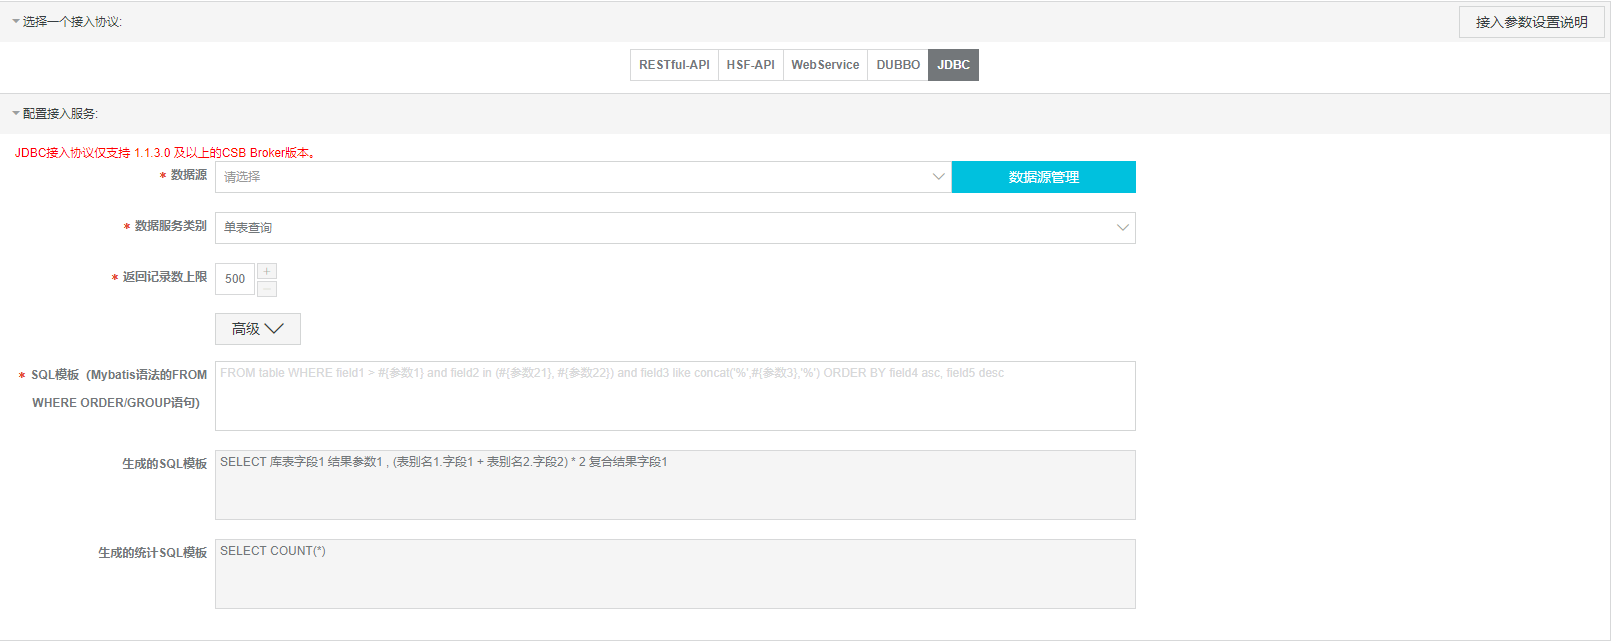 选择一个接入协议:
接入参数设置说明
RESTful-API HSF-API WebService DUBBO JDBC
配置接入服务:
JDBC接入协议仅支持 1.1.3.0 及以上的CSB Broker版本。
* 数据源 请选择 数据源管理
* 数据服务类别 单表查询
* 返回记录数上限 500 + -
高级
* SQL模板（Mybatis语法的FROM
WHERE ORDER/GROUP语句）
FROM table WHERE field1 > #{参数1} and field2 in (#{参数21}, #{参数22}) and field3 like concat('%',#{参数3},'%') ORDER BY field4 asc, field5 desc
生成的SQL模板 SELECT 库表字段1 结果参数1 , (表别名1.字段1 + 表别名2.字段2) * 2 复合结果字段1
生成的统计SQL模板 SELECT COUNT(*)